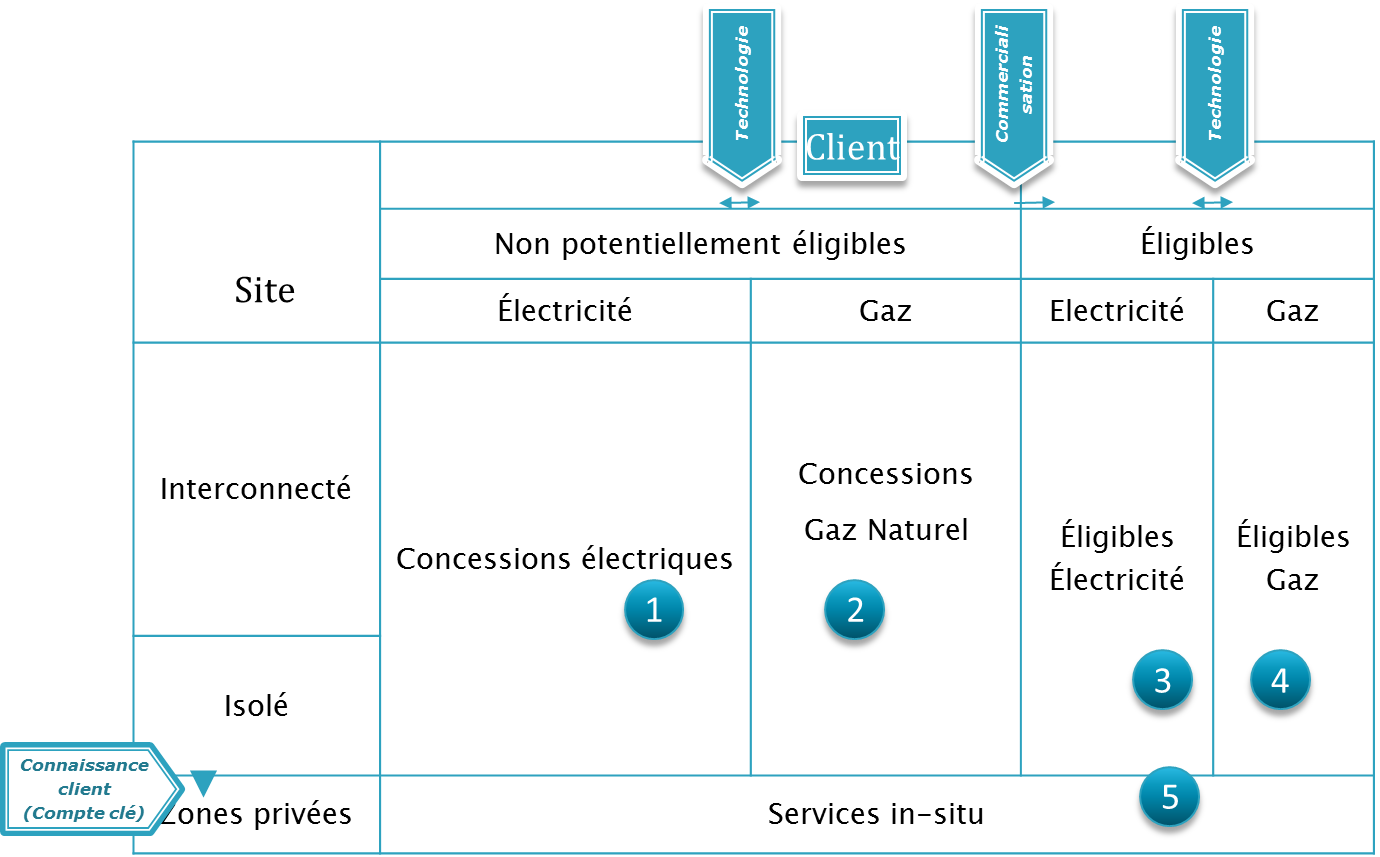 Technologie
Commerciali
sation
Technologie
Client
Site
Non potentiellement éligibles
Éligibles
Électricité
Gaz
Electricité
Gaz
Interconnecté
Concessions électriques
1
Concessions
Gaz Naturel
2
Éligibles
Électricité
3
Éligibles
Gaz
4
Isolé
Connaissance
client
(Compte clé)
Zones privées
Services in-situ
5